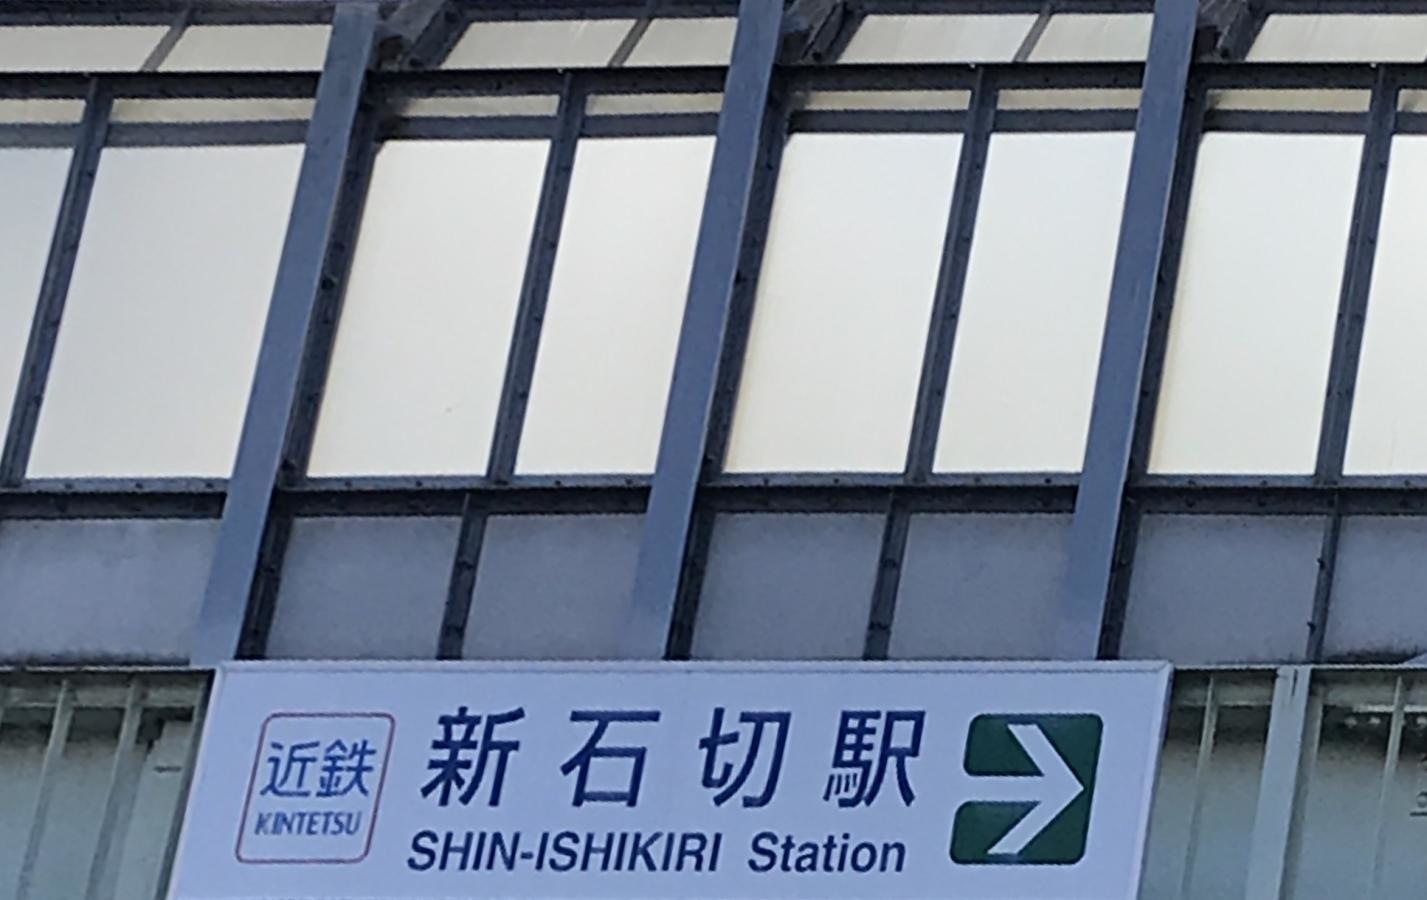 近鉄
KINTETSU
新石切駅
SHIN-ISHIKIRI Station